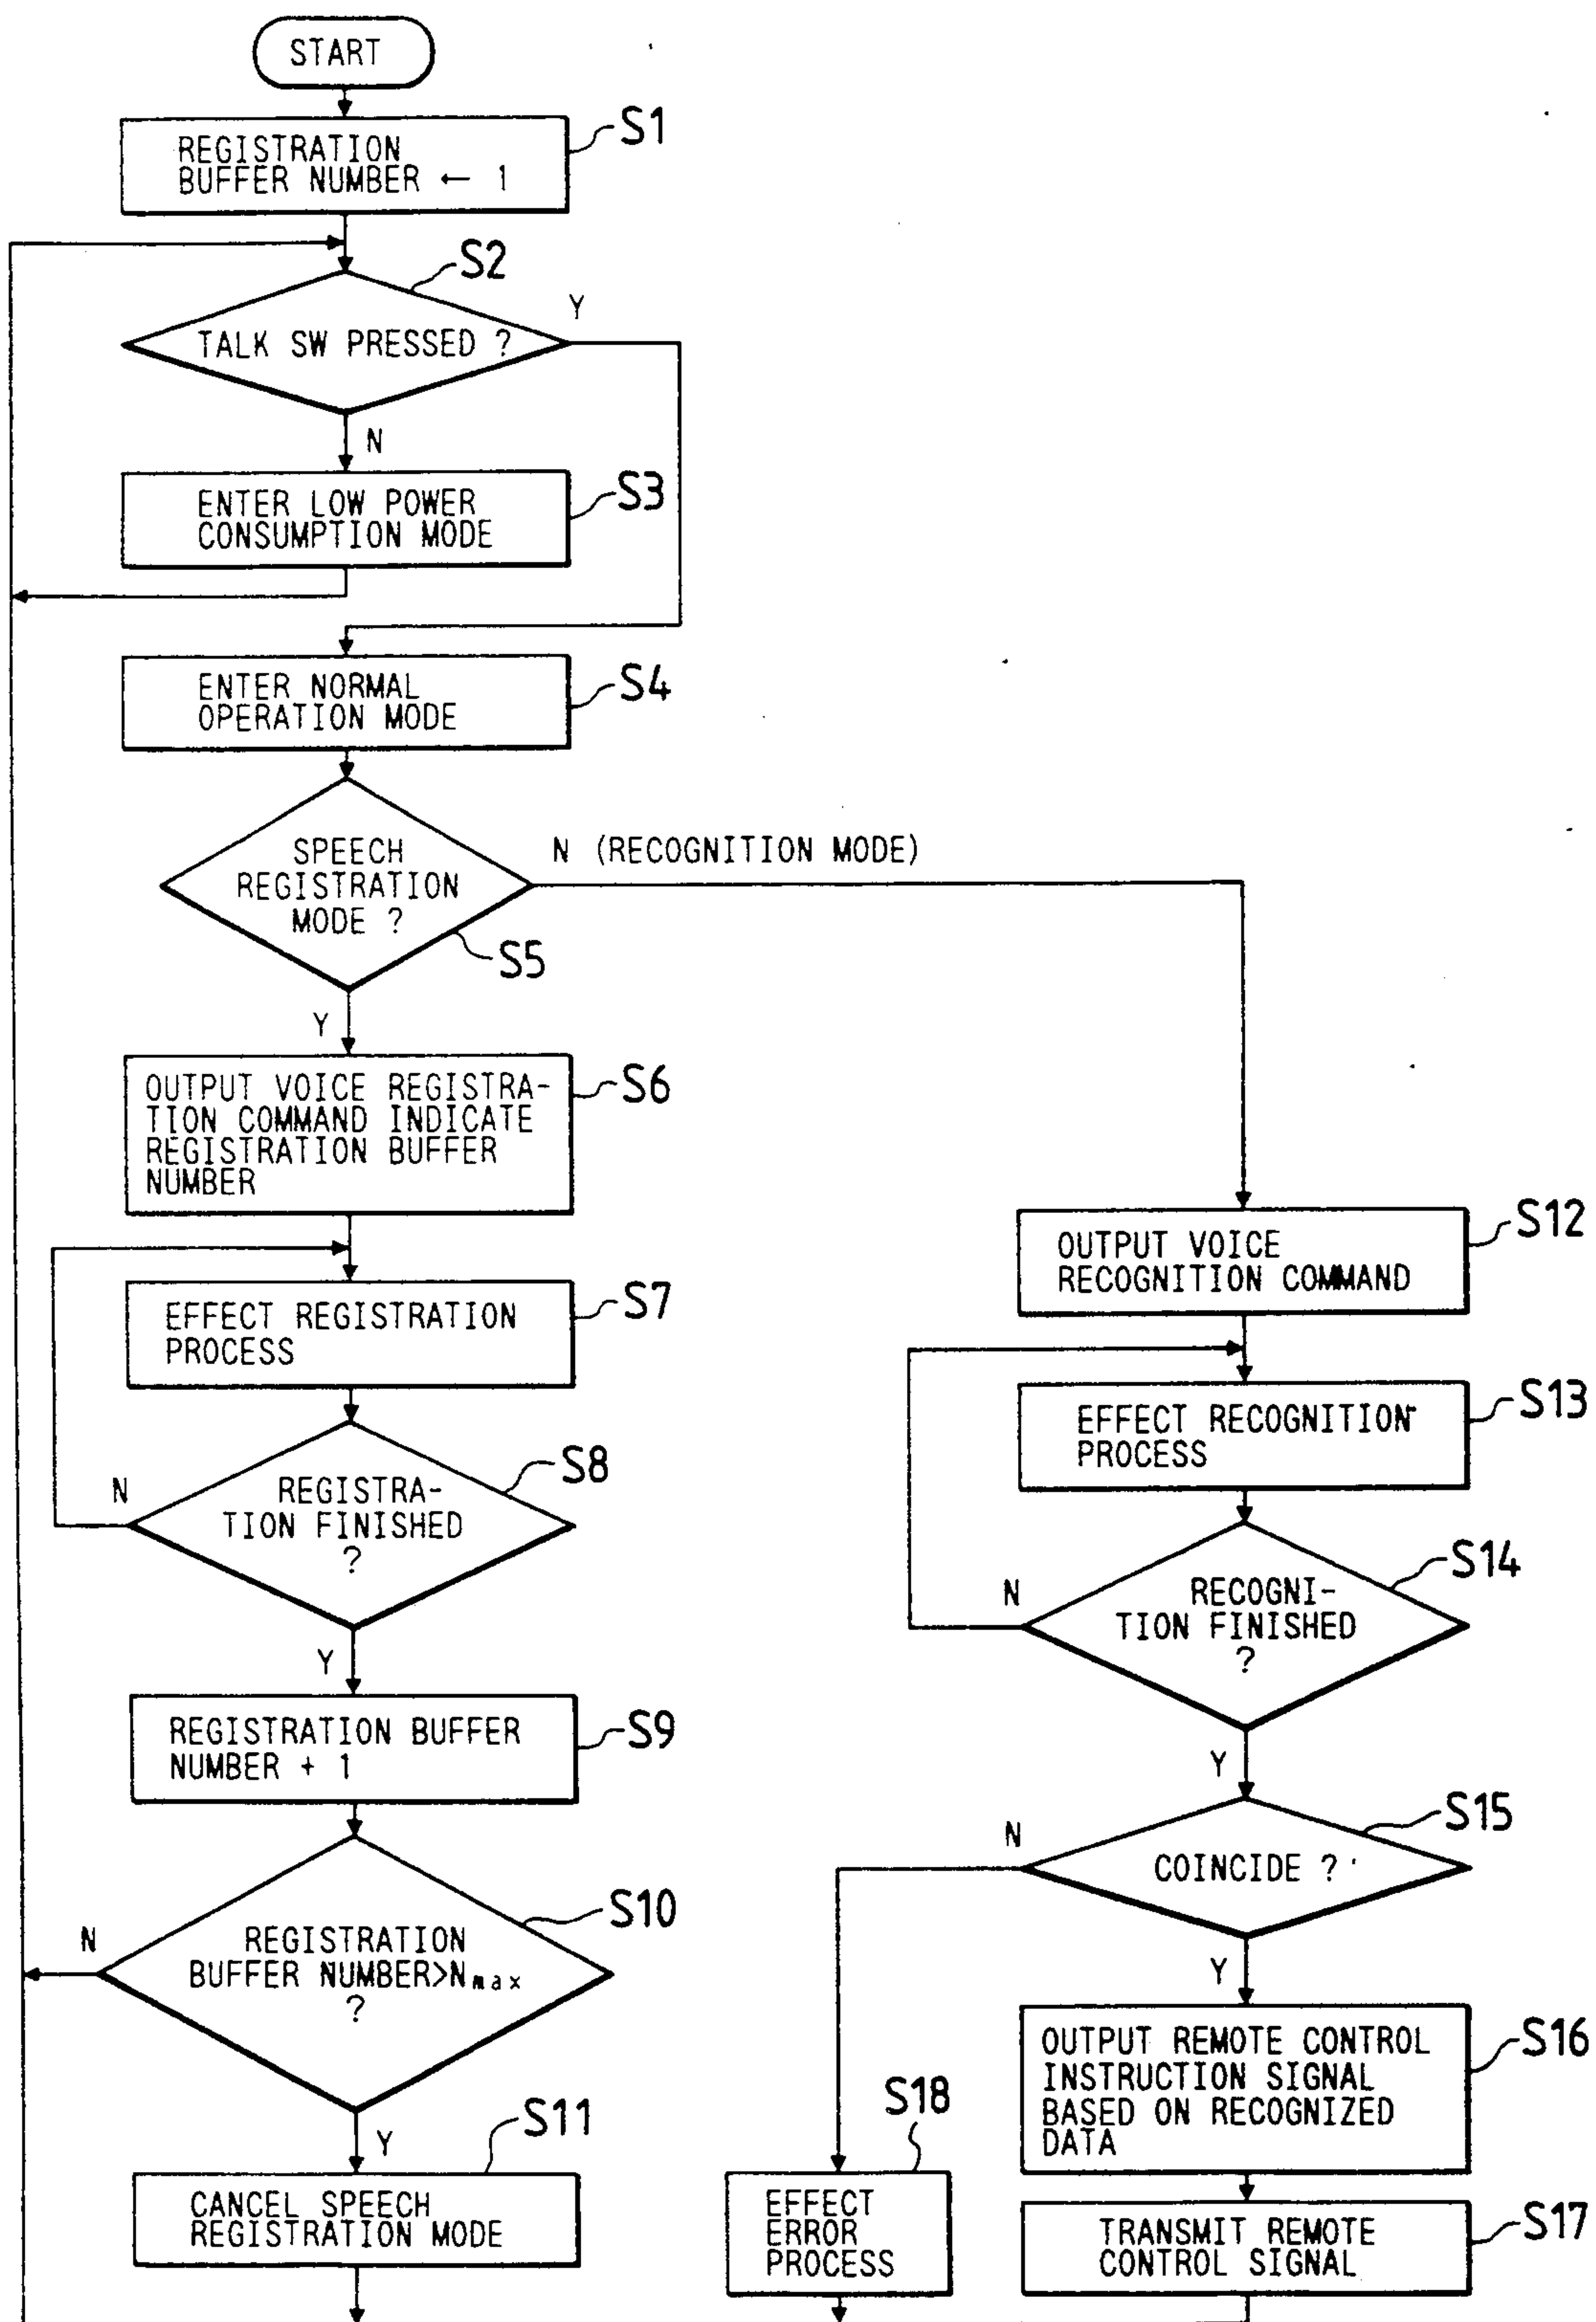 START
REGISTRATION
BUFFER NUMBER ← 1
S1
S2
TALK SW PRESSED ?
Y
N
ENTER LOW POWER
CONSUMPTION MODE
S3
ENTER NORMAL
OPERATION MODE
S4
SPEECH
REGISTRATION
MODE ?
S5
N (RECOGNITION MODE)
Y
OUTPUT VOICE REGISTRA-
TION COMMAND INDICATE
REGISTRATION BUFFER
NUMBER
S6
EFFECT REGISTRATION
PROCESS
S7
REGISTRA-
TION FINISHED
?
S8
N
Y
REGISTRATION BUFFER
NUMBER + 1
S9
REGISTRATION
BUFFER NUMBER>Nmax
?
S10
N
Y
CANCEL SPEECH
REGISTRATION MODE
S11
OUTPUT VOICE
RECOGNITION COMMAND
S12
EFFECT RECOGNITION
PROCESS
S13
RECOGNI-
TION FINISHED
?
S14
N
Y
COINCIDE ?
S15
N
Y
OUTPUT REMOTE CONTROL
INSTRUCTION SIGNAL
BASED ON RECOGNIZED
DATA
S16
TRANSMIT REMOTE
CONTROL SIGNAL
S17
EFFECT
ERROR
PROCESS
S18